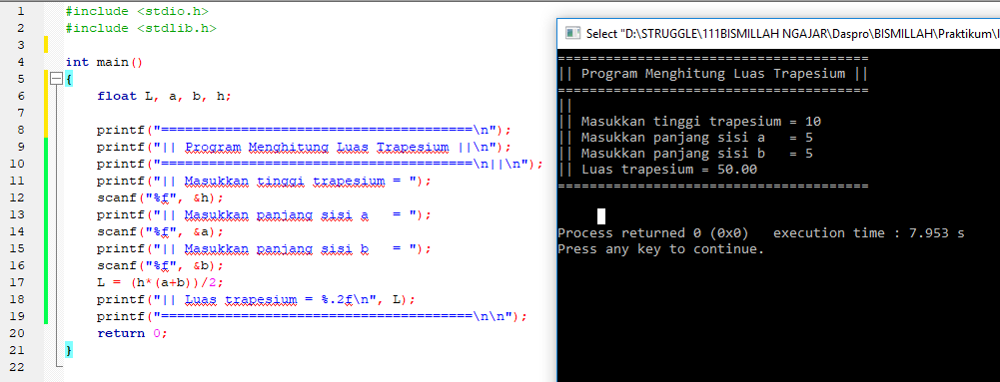 1 #include <stdio.h>
2 #include <stdlib.h>
3
4 int main()
5 {
6 float L, a, b, h;
7
8 printf("=======================================\n");
9 printf("|| Program Menghitung Luas Trapesium ||\n");
10 printf("=======================================\n||\n");
11 printf("|| Masukkan tinggi trapesium = ");
12 scanf("%f", &h);
13 printf("|| Masukkan panjang sisi a   = ");
14 scanf("%f", &a);
15 printf("|| Masukkan panjang sisi b   = ");
16 scanf("%f", &b);
17 L = (h*(a+b))/2;
18 printf("|| Luas trapesium = %.2f\n", L);
19 printf("=======================================\n\n");
20 return 0;
21 }
22
Select "D:\STRUGGLE\111BISMILLAH NGAJAR\Daspro\BISMILLAH\Praktikum\
=======================================
|| Program Menghitung Luas Trapesium ||
=======================================
||
|| Masukkan tinggi trapesium = 10
|| Masukkan panjang sisi a   = 5
|| Masukkan panjang sisi b   = 5
|| Luas trapesium = 50.00
=======================================
Process returned 0 (0x0)   execution time : 7.953 s
Press any key to continue.